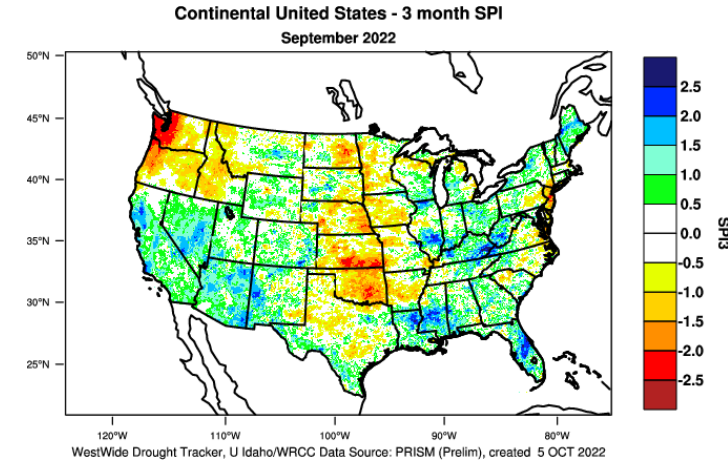 Continental United States - 3 month SPI
September 2022
50°N
45°N
40°N
35°N
30°N
25°N
120°W
110°W
100°W
90°W
80°W
2.5
2.0
1.5
1.0
0.5
0.0
-0.5
-1.0
-1.5
-2.0
-2.5
SPI3
WestWide Drought Tracker, U Idaho/WRCC Data Source: PRISM (Prelim), created 5 OCT 2022